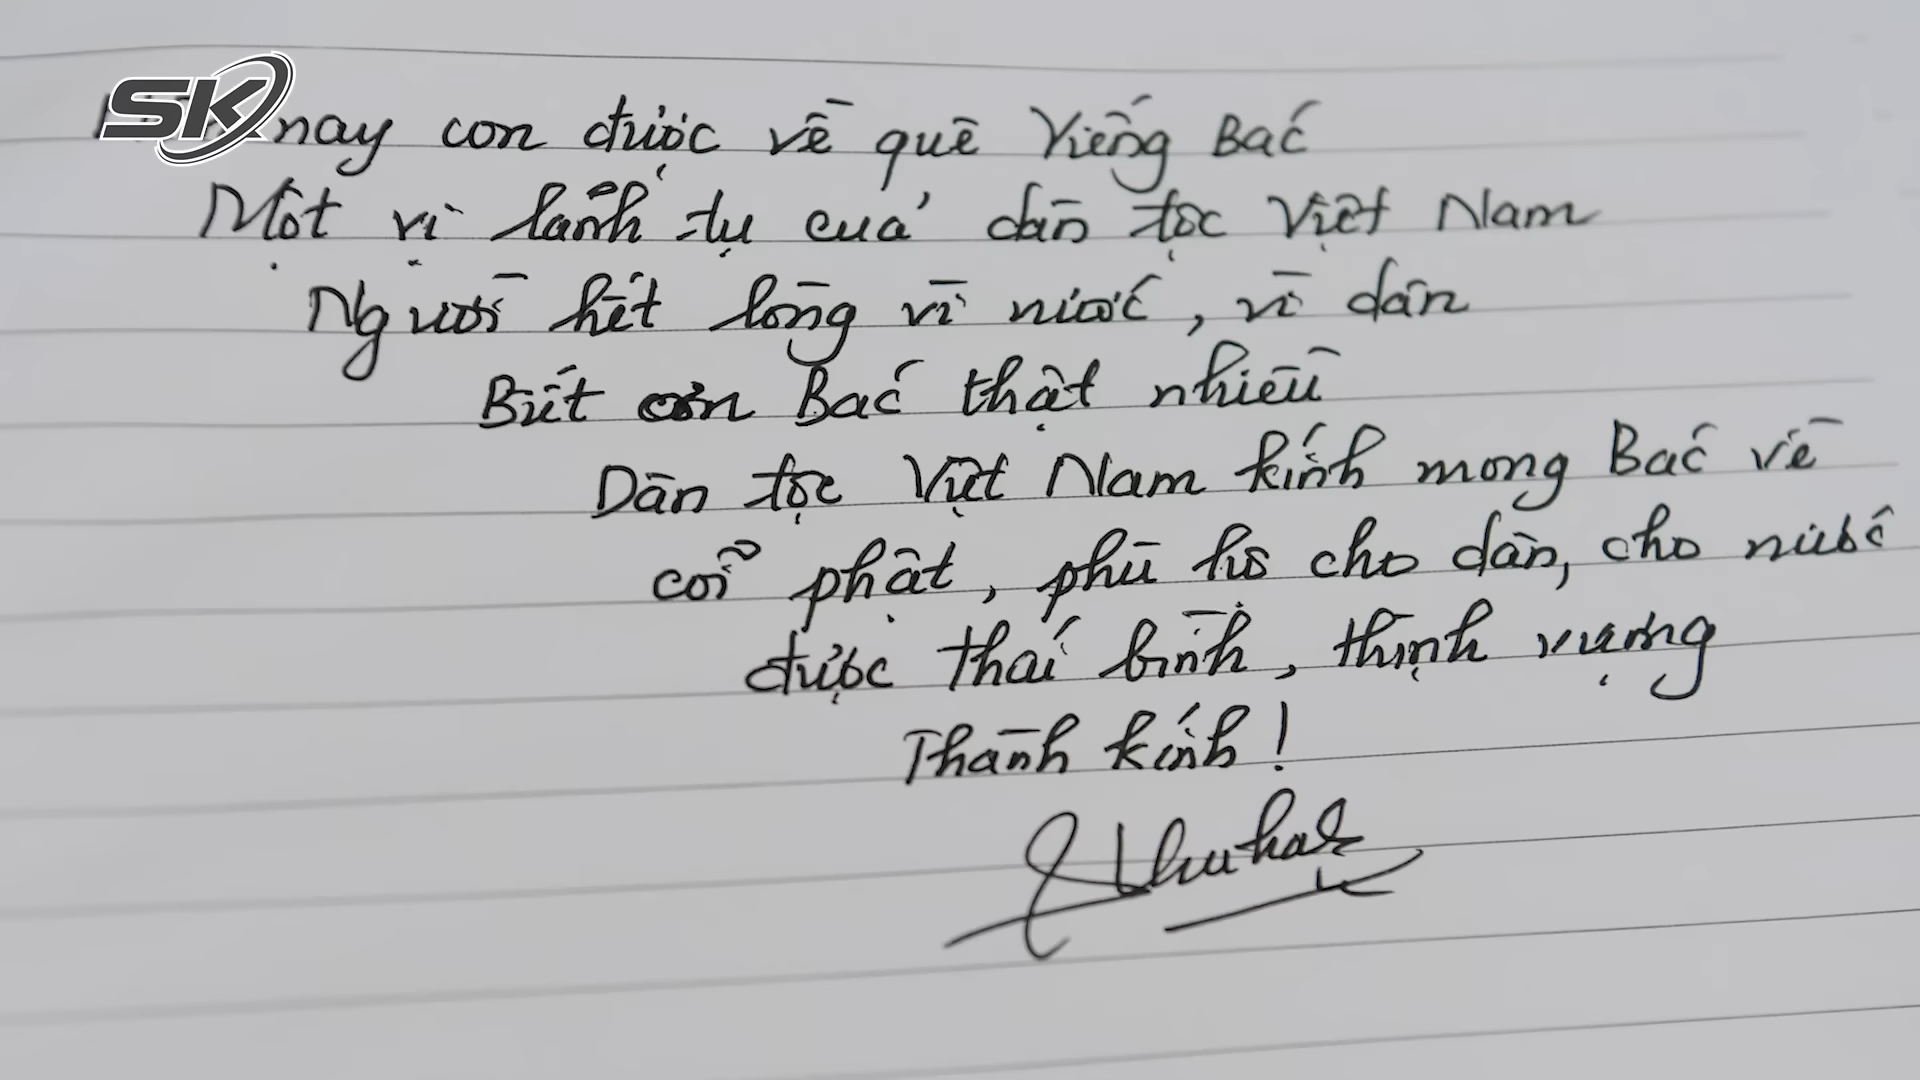 SK
nay con được về quê viếng Bác
Một vị lãnh tụ của dân tộc Việt Nam
Người hết lòng vì nước, vì dân
Biết ơn Bác thật nhiều
Dân tộc Việt Nam kính mong Bác về
cõi phật, phù hộ cho dân, cho nước
được thái bình, thịnh vượng
Thành kính!